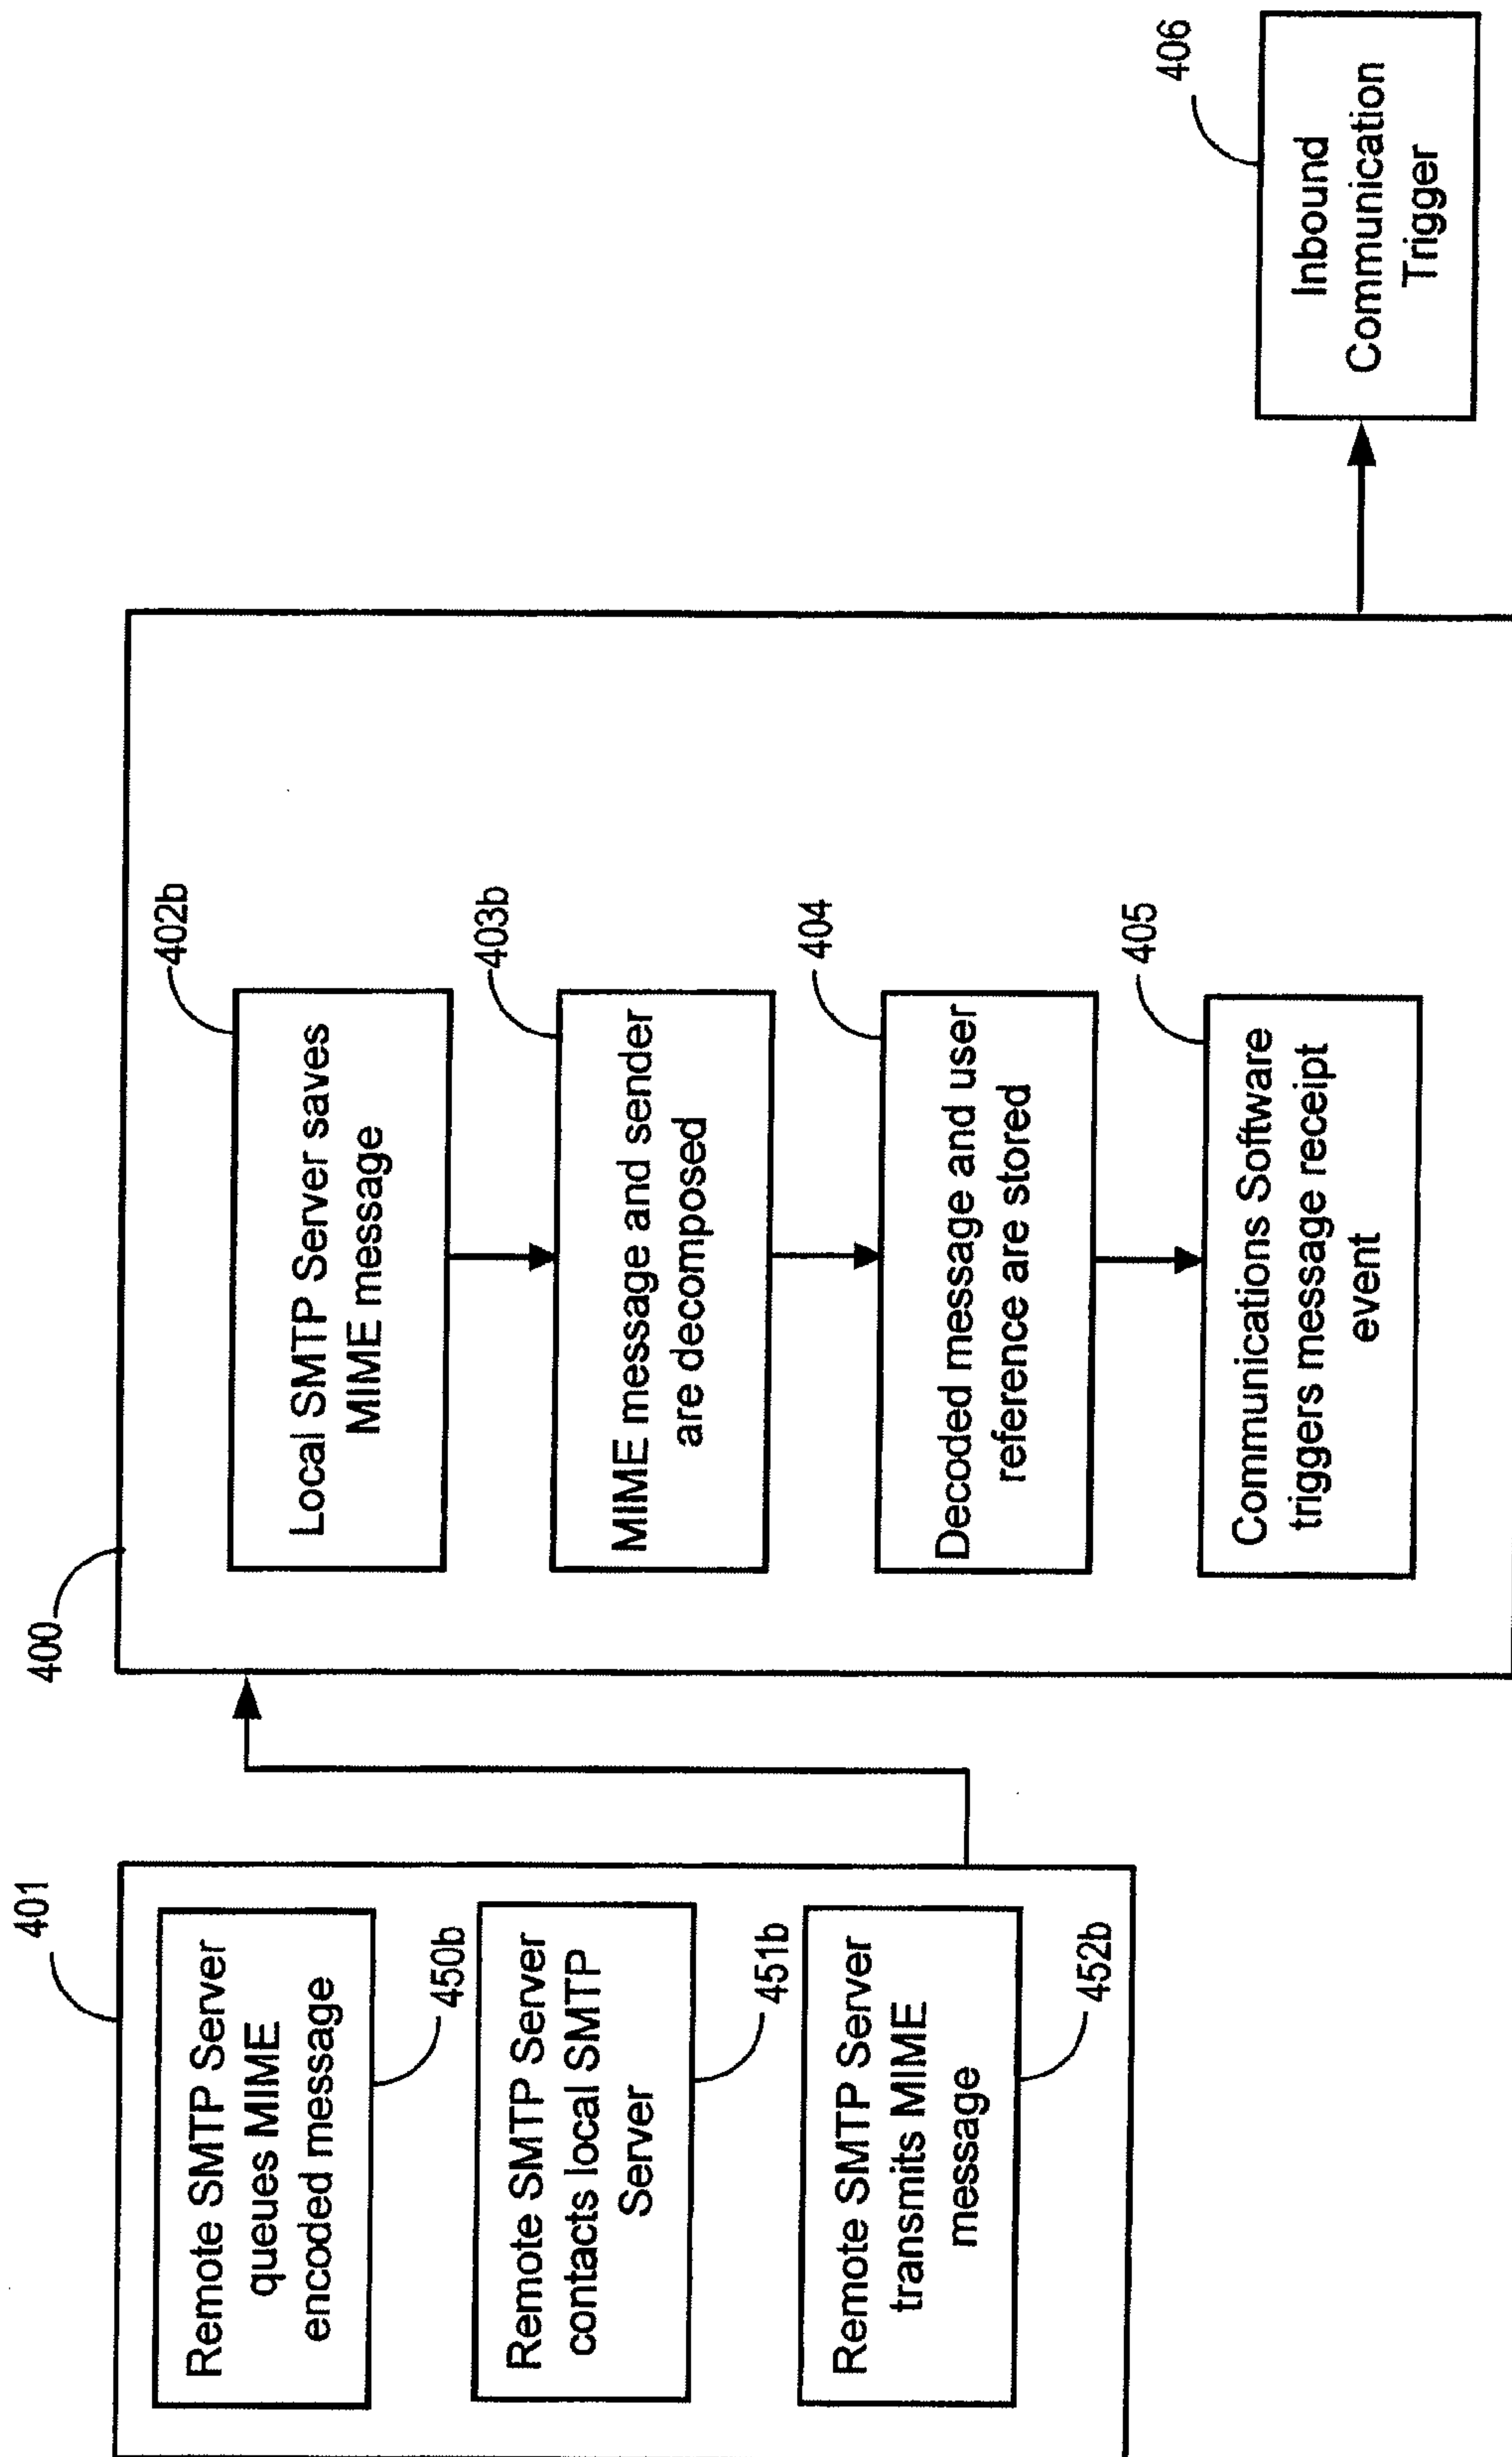 401
Remote SMTP Server
queues MIME
encoded message
450b
Remote SMTP Server
contacts local SMTP
Server
451b
Remote SMTP Server
transmits MIME
message
452b
400
Local SMTP Server saves
MIME message
402b
MIME message and sender
are decomposed
403b
Decoded message and user
reference are stored
404
Communications Software
triggers message receipt
event
405
Inbound
Communication
Trigger
406